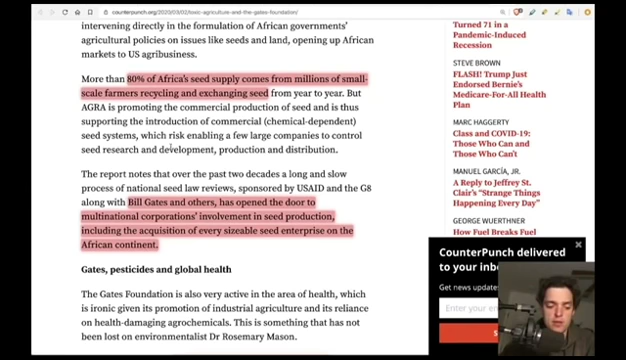 counterpunch.org/2020/03/02/toxic-agriculture-and-the-gates-foundation/
intervening directly in the formulation of African governments'
agricultural policies on issues like seeds and land, opening up African
markets to US agribusiness.
More than 80% of Africa's seed supply comes from millions of small-
scale farmers recycling and exchanging seed from year to year. But
AGRA is promoting the commercial production of seed and is thus
supporting the introduction of commercial (chemical-dependent)
seed systems, which risk enabling a few large companies to control
seed research and development, production and distribution.
The report notes that over the past two decades a long and slow
process of national seed law reviews, sponsored by USAID and the G8
along with Bill Gates and others, has opened the door to
multinational corporations' involvement in seed production,
including the acquisition of every sizeable seed enterprise on the
African continent.
Gates, pesticides and global health
The Gates Foundation is also very active in the area of health, which
is ironic given its promotion of industrial agriculture and its reliance
on health-damaging agrochemicals. This is something that has not
been lost on environmentalist Dr Rosemary Mason.
Turned 71 in a
Pandemic-Induced
Recession
STEVE BROWN
FLASH! Trump Just
Endorsed Bernie's
Medicare-For-All Health
Plan
MARC HAGGERTY
Class and COVID-19:
Those Who Can and
Those Who Can't
MANUEL GARCÍA, JR.
A Reply to Jeffrey St.
Clair's "Strange Things
Happening Every Day"
GEORGE WUERTHNER
How Fuel Breaks Fuel
CounterPunch delivered
to your inbo
Get news updates
Enter your em
S